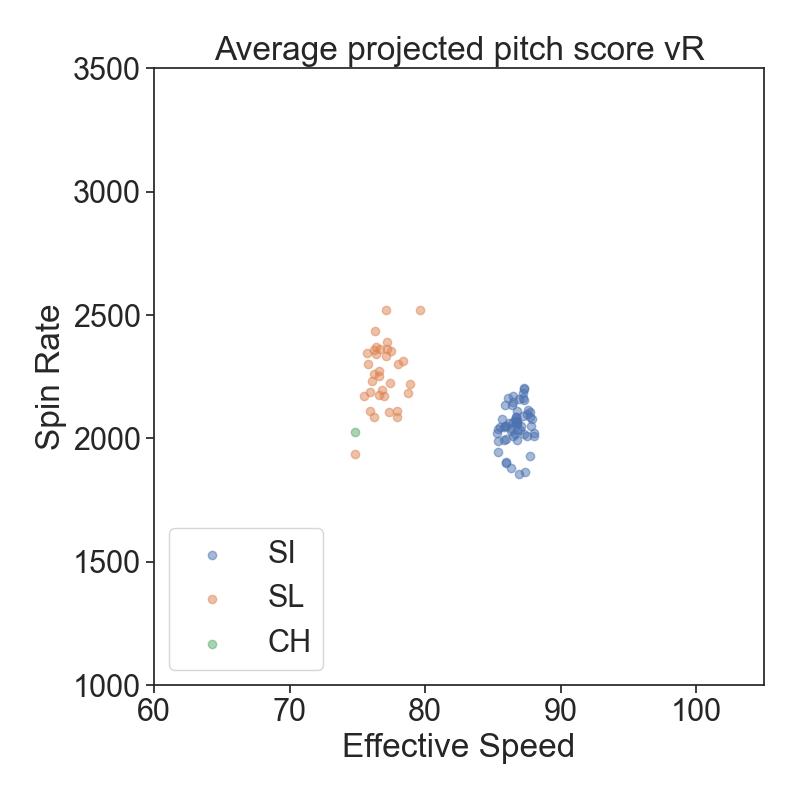 Average projected pitch score vR
3500
3000
2500
2000
1500
1000
Spin Rate
SI
SL
CH
60 70 80 90 100
Effective Speed